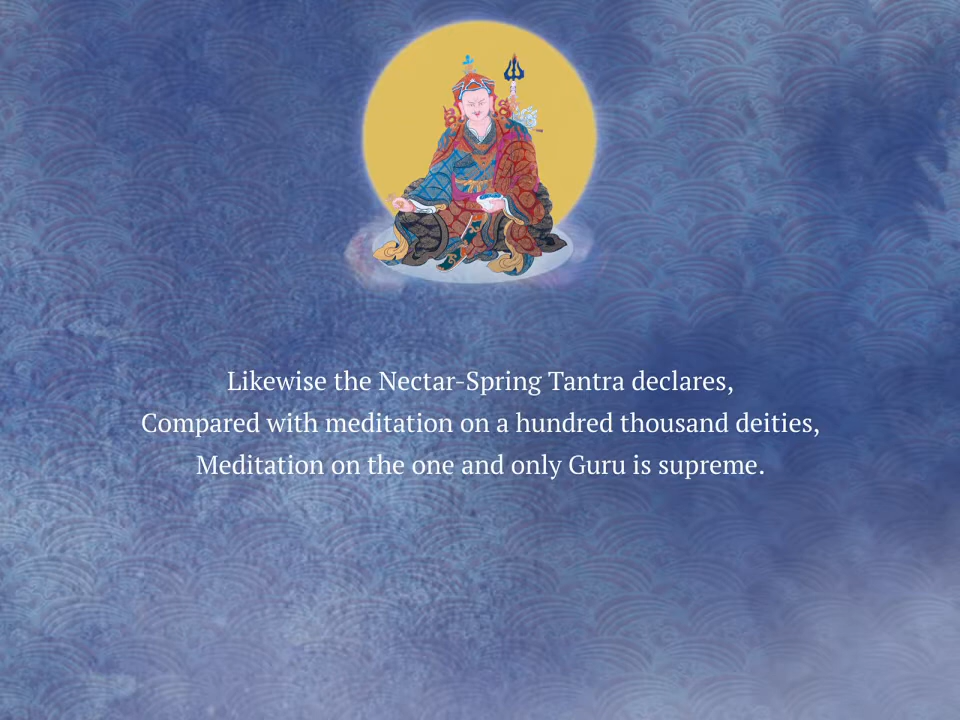 Likewise the Nectar-Spring Tantra declares,
Compared with meditation on a hundred thousand deities,
Meditation on the one and only Guru is supreme.